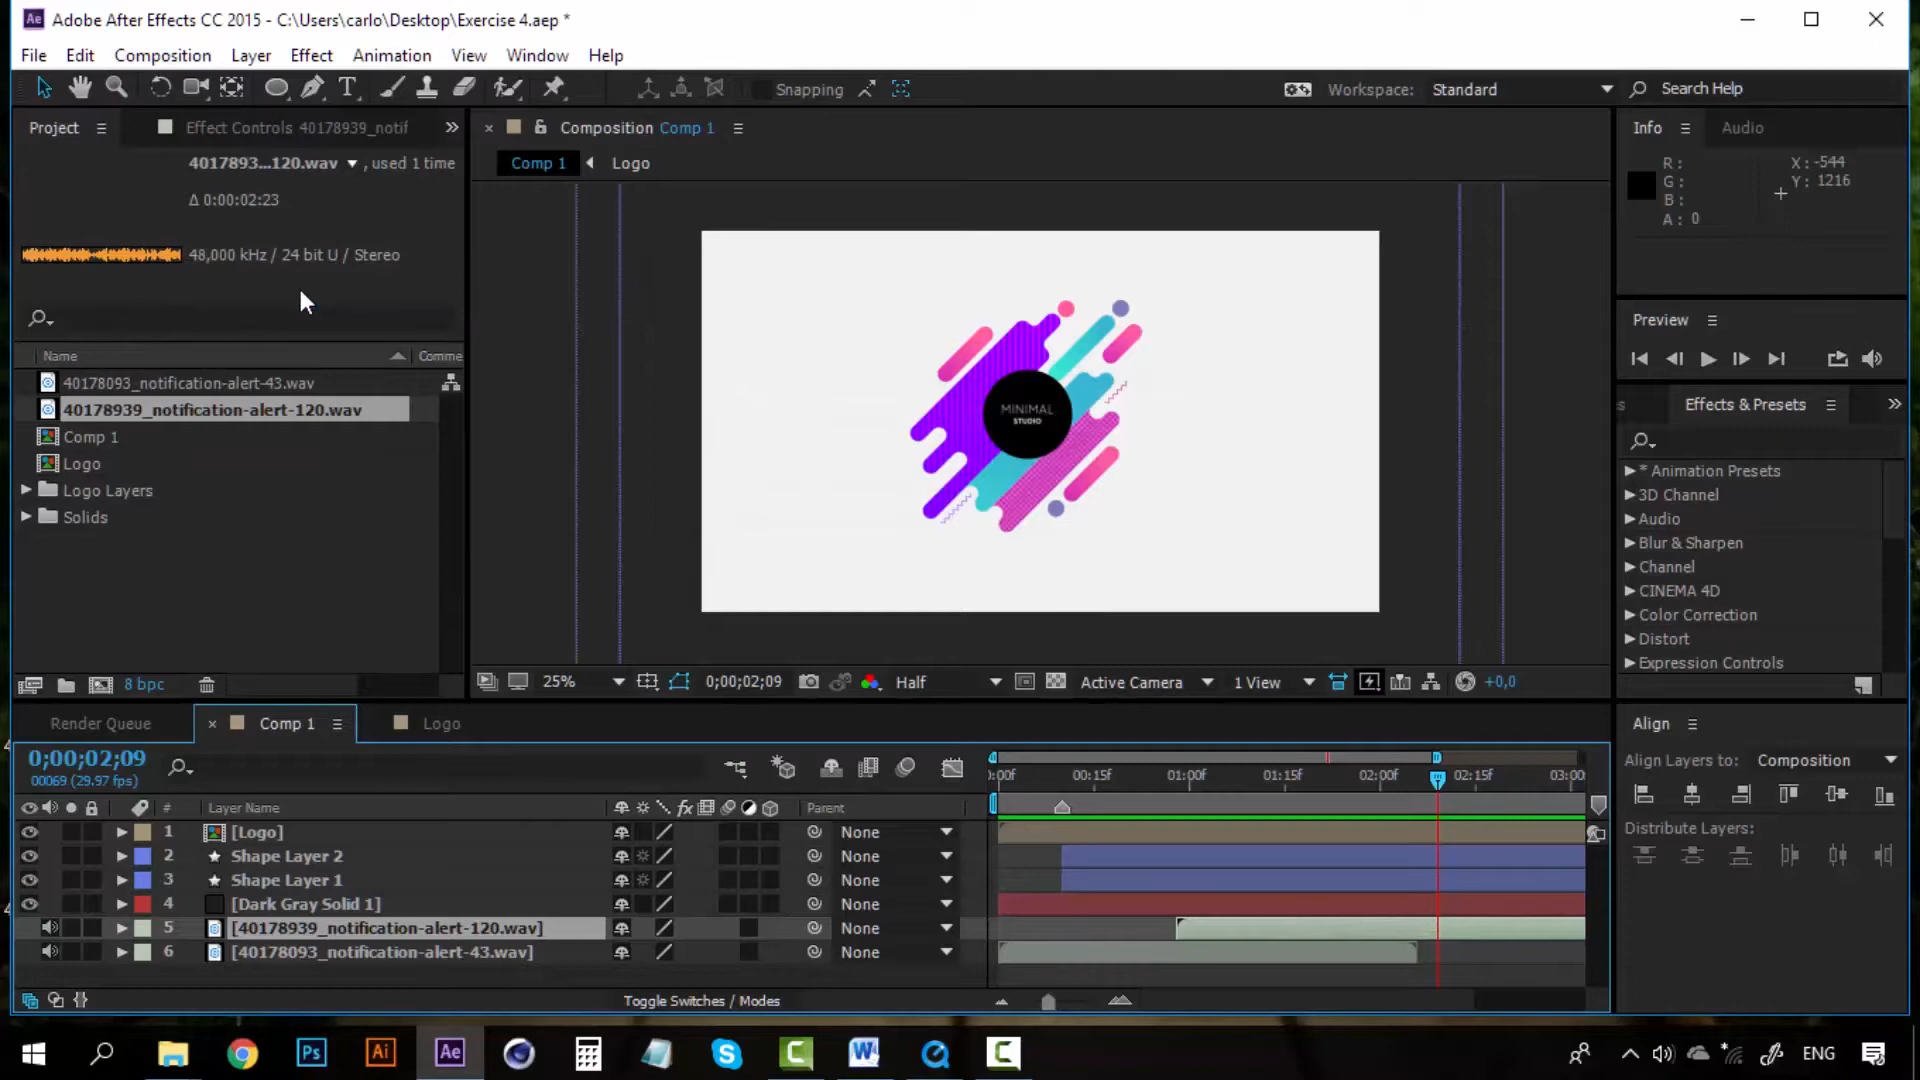 Adobe After Effects CC 2015 - C:\Users\carlo\Desktop\Exercise 4.aep *
File Edit Composition Layer Effect Animation View Window Help
Snapping
Workspace: Standard
Search Help
Project
Effect Controls 40178939_notif
Composition Comp 1
Info
Audio
4017893...120.wav , used 1 time
Δ 0:00:02:23
48,000 kHz / 24 bit U / Stereo
Comp 1 Logo
R :
G :
B :
A : 0
X : -544
Y : 1216
Name
Comme
40178093_notification-alert-43.wav
40178939_notification-alert-120.wav
Comp 1
Logo
Logo Layers
Solids
8 bpc
MINIMAL
STUDIO
25%
0;00;02;09
Half
Active Camera
1 View
+0,0
Preview
Effects & Presets
* Animation Presets
3D Channel
Audio
Blur & Sharpen
Channel
CINEMA 4D
Color Correction
Distort
Expression Controls
Render Queue
Comp 1
Logo
0;00;02;09
00069 (29.97 fps)
:00f 00:15f 01:00f 01:15f 02:00f 02:15f 03:00
# Layer Name
fx
Parent
1 [Logo] None
2 Shape Layer 2 None
3 Shape Layer 1 None
4 [Dark Gray Solid 1] None
5 [40178939_notification-alert-120.wav] None
6 [40178093_notification-alert-43.wav] None
Toggle Switches / Modes
Align
Align Layers to: Composition
Distribute Layers:
Ps Ai Ae
ENG